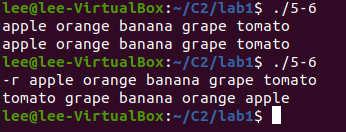 lee@lee-VirtualBox:~/C2/lab1$ ./5-6
apple orange banana grape tomato
apple orange banana grape tomato
lee@lee-VirtualBox:~/C2/lab1$ ./5-6
-r apple orange banana grape tomato
tomato grape banana orange apple
lee@lee-VirtualBox:~/C2/lab1$